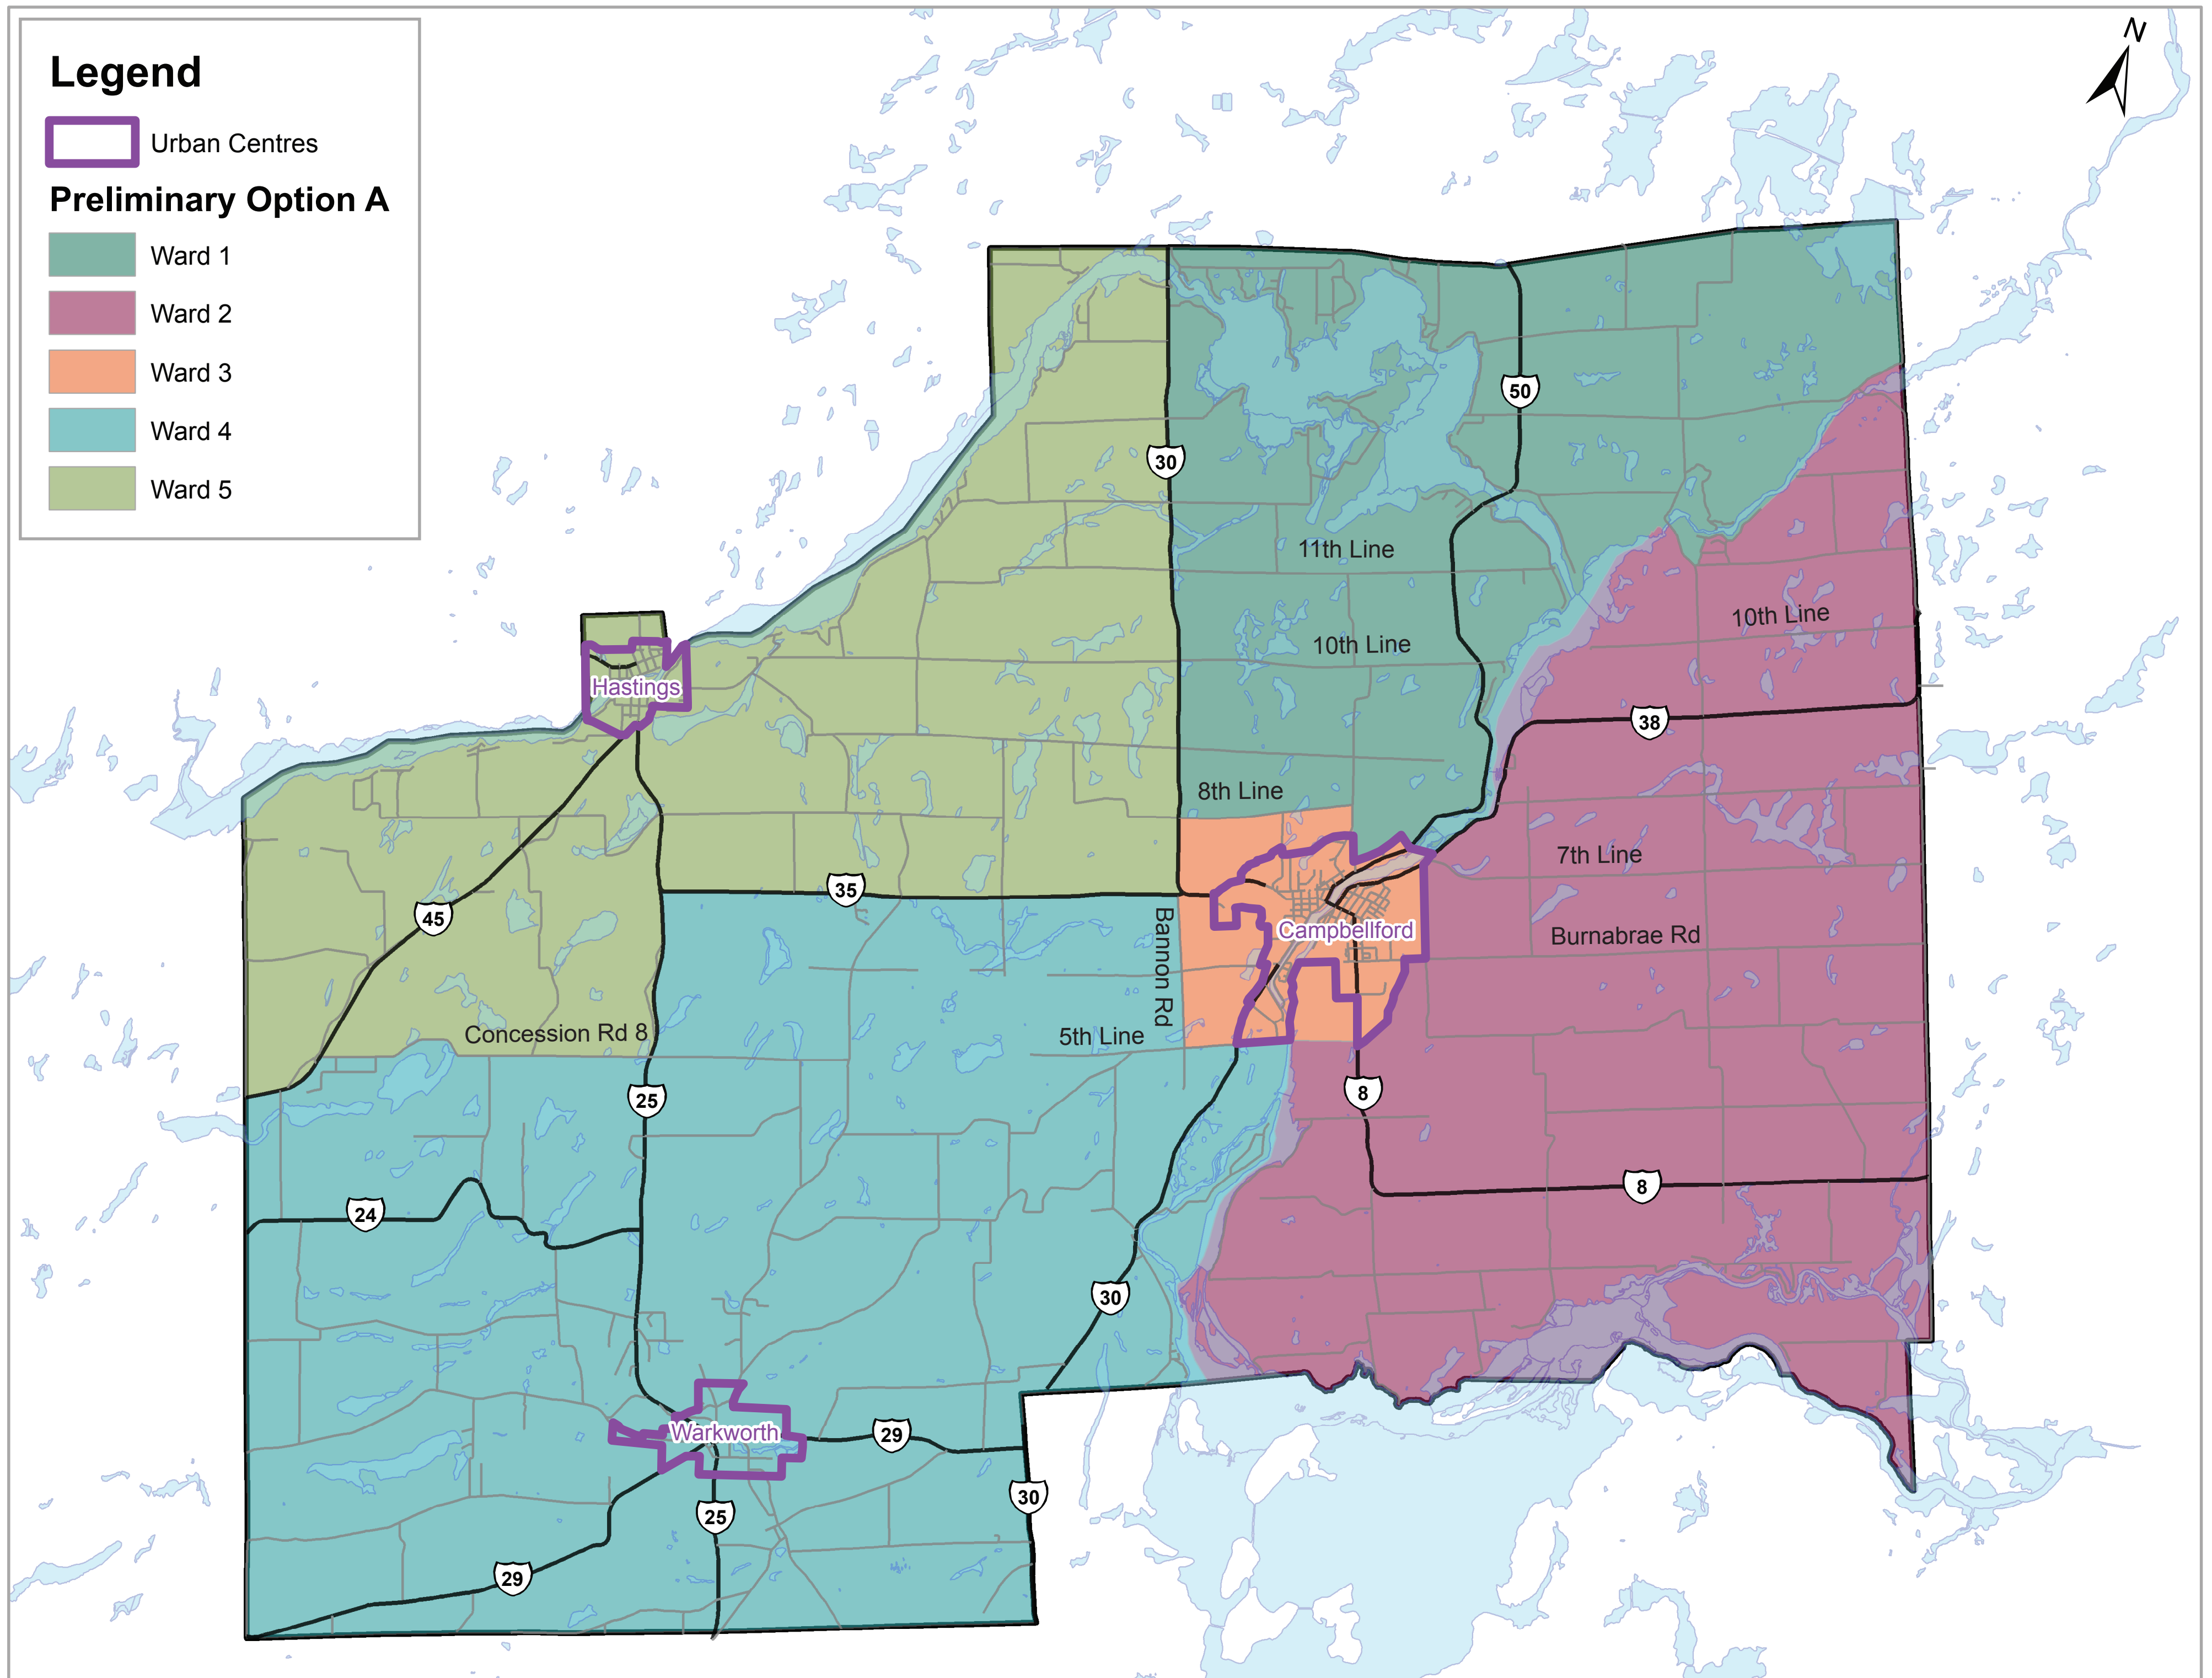 Legend
Urban Centres
Preliminary Option A
Ward 1
Ward 2
Ward 3
Ward 4
Ward 5
N
50
30
11th Line
10th Line
10th Line
Hastings
38
8th Line
7th Line
35
45
Bannon Rd
Campbellford
Burnabrae Rd
Concession Rd 8
5th Line
25
8
24
8
30
Warkworth
29
30
25
29